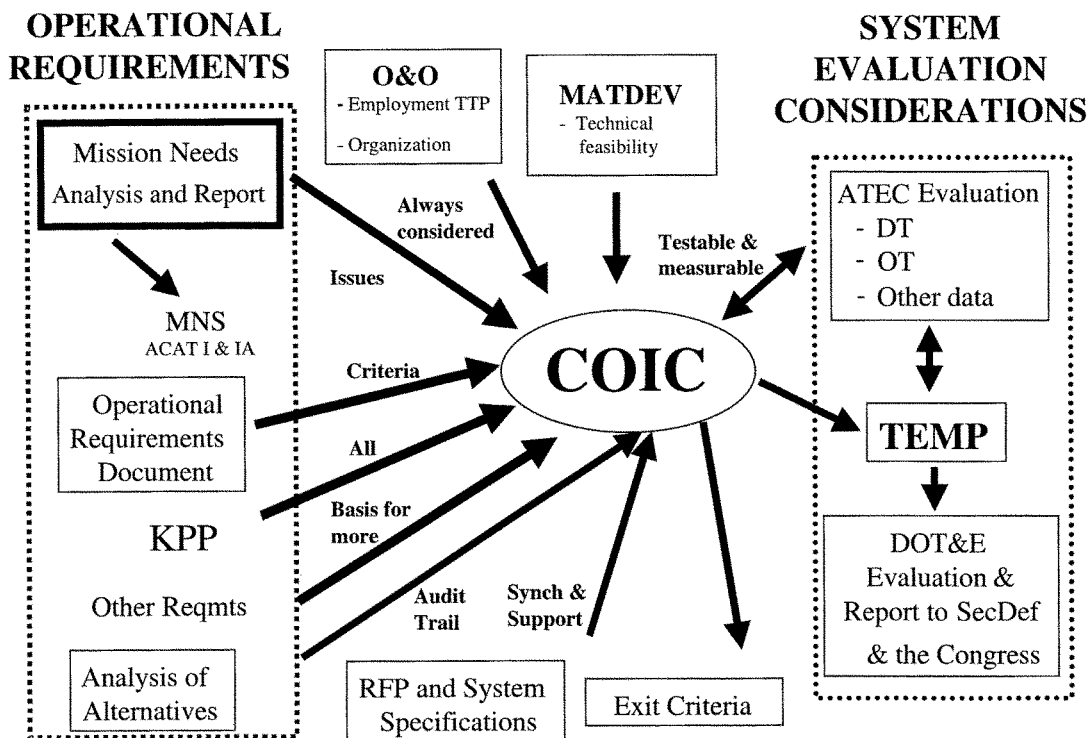 OPERATIONAL
REQUIREMENTS
Mission Needs
Analysis and Report
MNS
ACAT I & IA
Operational
Requirements
Document
KPP
Other Reqmts
Analysis of
Alternatives
O&O
- Employment TTP
- Organization
MATDEV
- Technical
feasibility
Always
considered
Issues
Testable &
measurable
Criteria
All
Basis for
more
Audit
Trail
Synch &
Support
COIC
RFP and System
Specifications
Exit Criteria
SYSTEM
EVALUATION
CONSIDERATIONS
ATEC Evaluation
- DT
- OT
- Other data
TEMP
DOT&E
Evaluation &
Report to SecDef
& the Congress